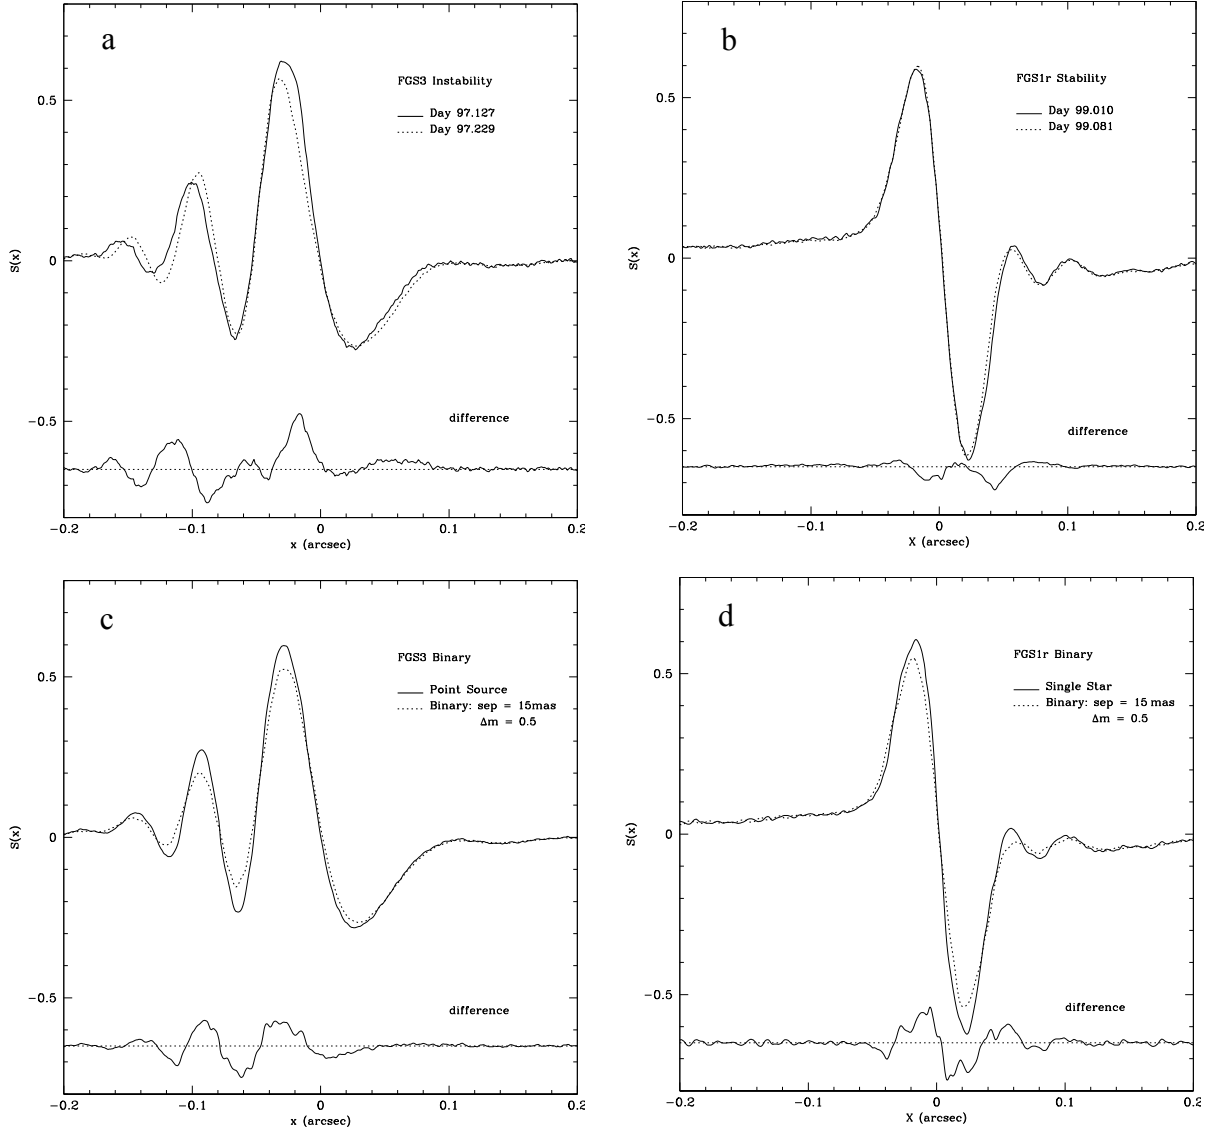 a
FGS3 Instability
Day 97.127
Day 97.229
0.5
0
−0.5
S(x)
difference
−0.2
−0.1
0
0.1
0.2
x (arcsec)
b
FGS1r Stability
Day 99.010
Day 99.081
0.5
0
−0.5
S(x)
difference
−0.2
−0.1
0
0.1
0.2
X (arcsec)
c
FGS3 Binary
Point Source
Binary: sep = 15mas
Δm = 0.5
0.5
0
−0.5
S(x)
difference
−0.2
−0.1
0
0.1
0.2
x (arcsec)
d
FGS1r Binary
Single Star
Binary: sep = 15 mas
Δm = 0.5
0.5
0
−0.5
S(x)
difference
−0.2
−0.1
0
0.1
0.2
X (arcsec)